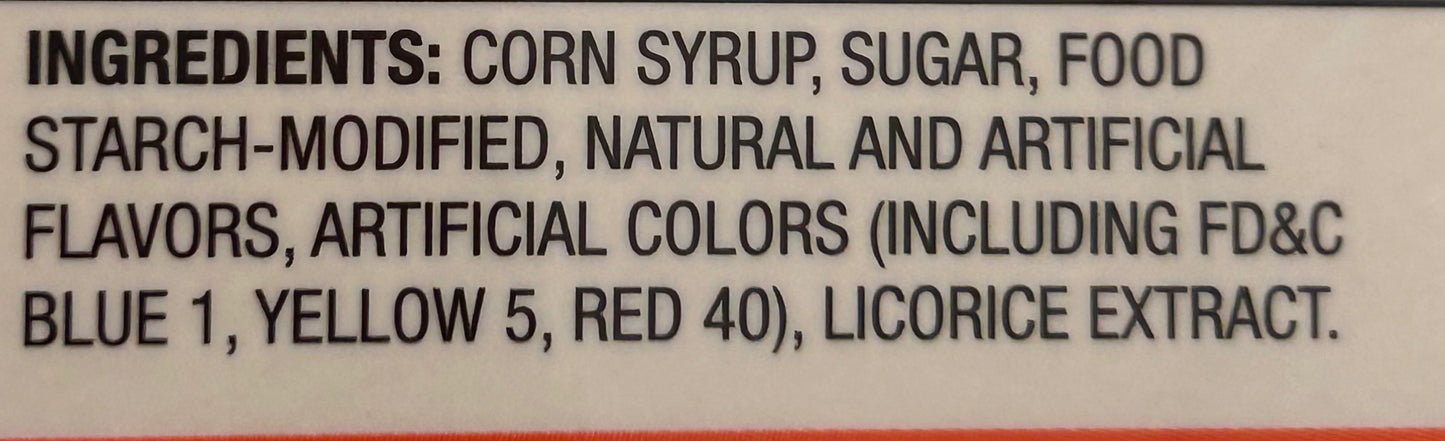 INGREDIENTS: CORN SYRUP, SUGAR, FOOD
STARCH-MODIFIED, NATURAL AND ARTIFICIAL
FLAVORS, ARTIFICIAL COLORS (INCLUDING FD&C
BLUE 1, YELLOW 5, RED 40), LICORICE EXTRACT.